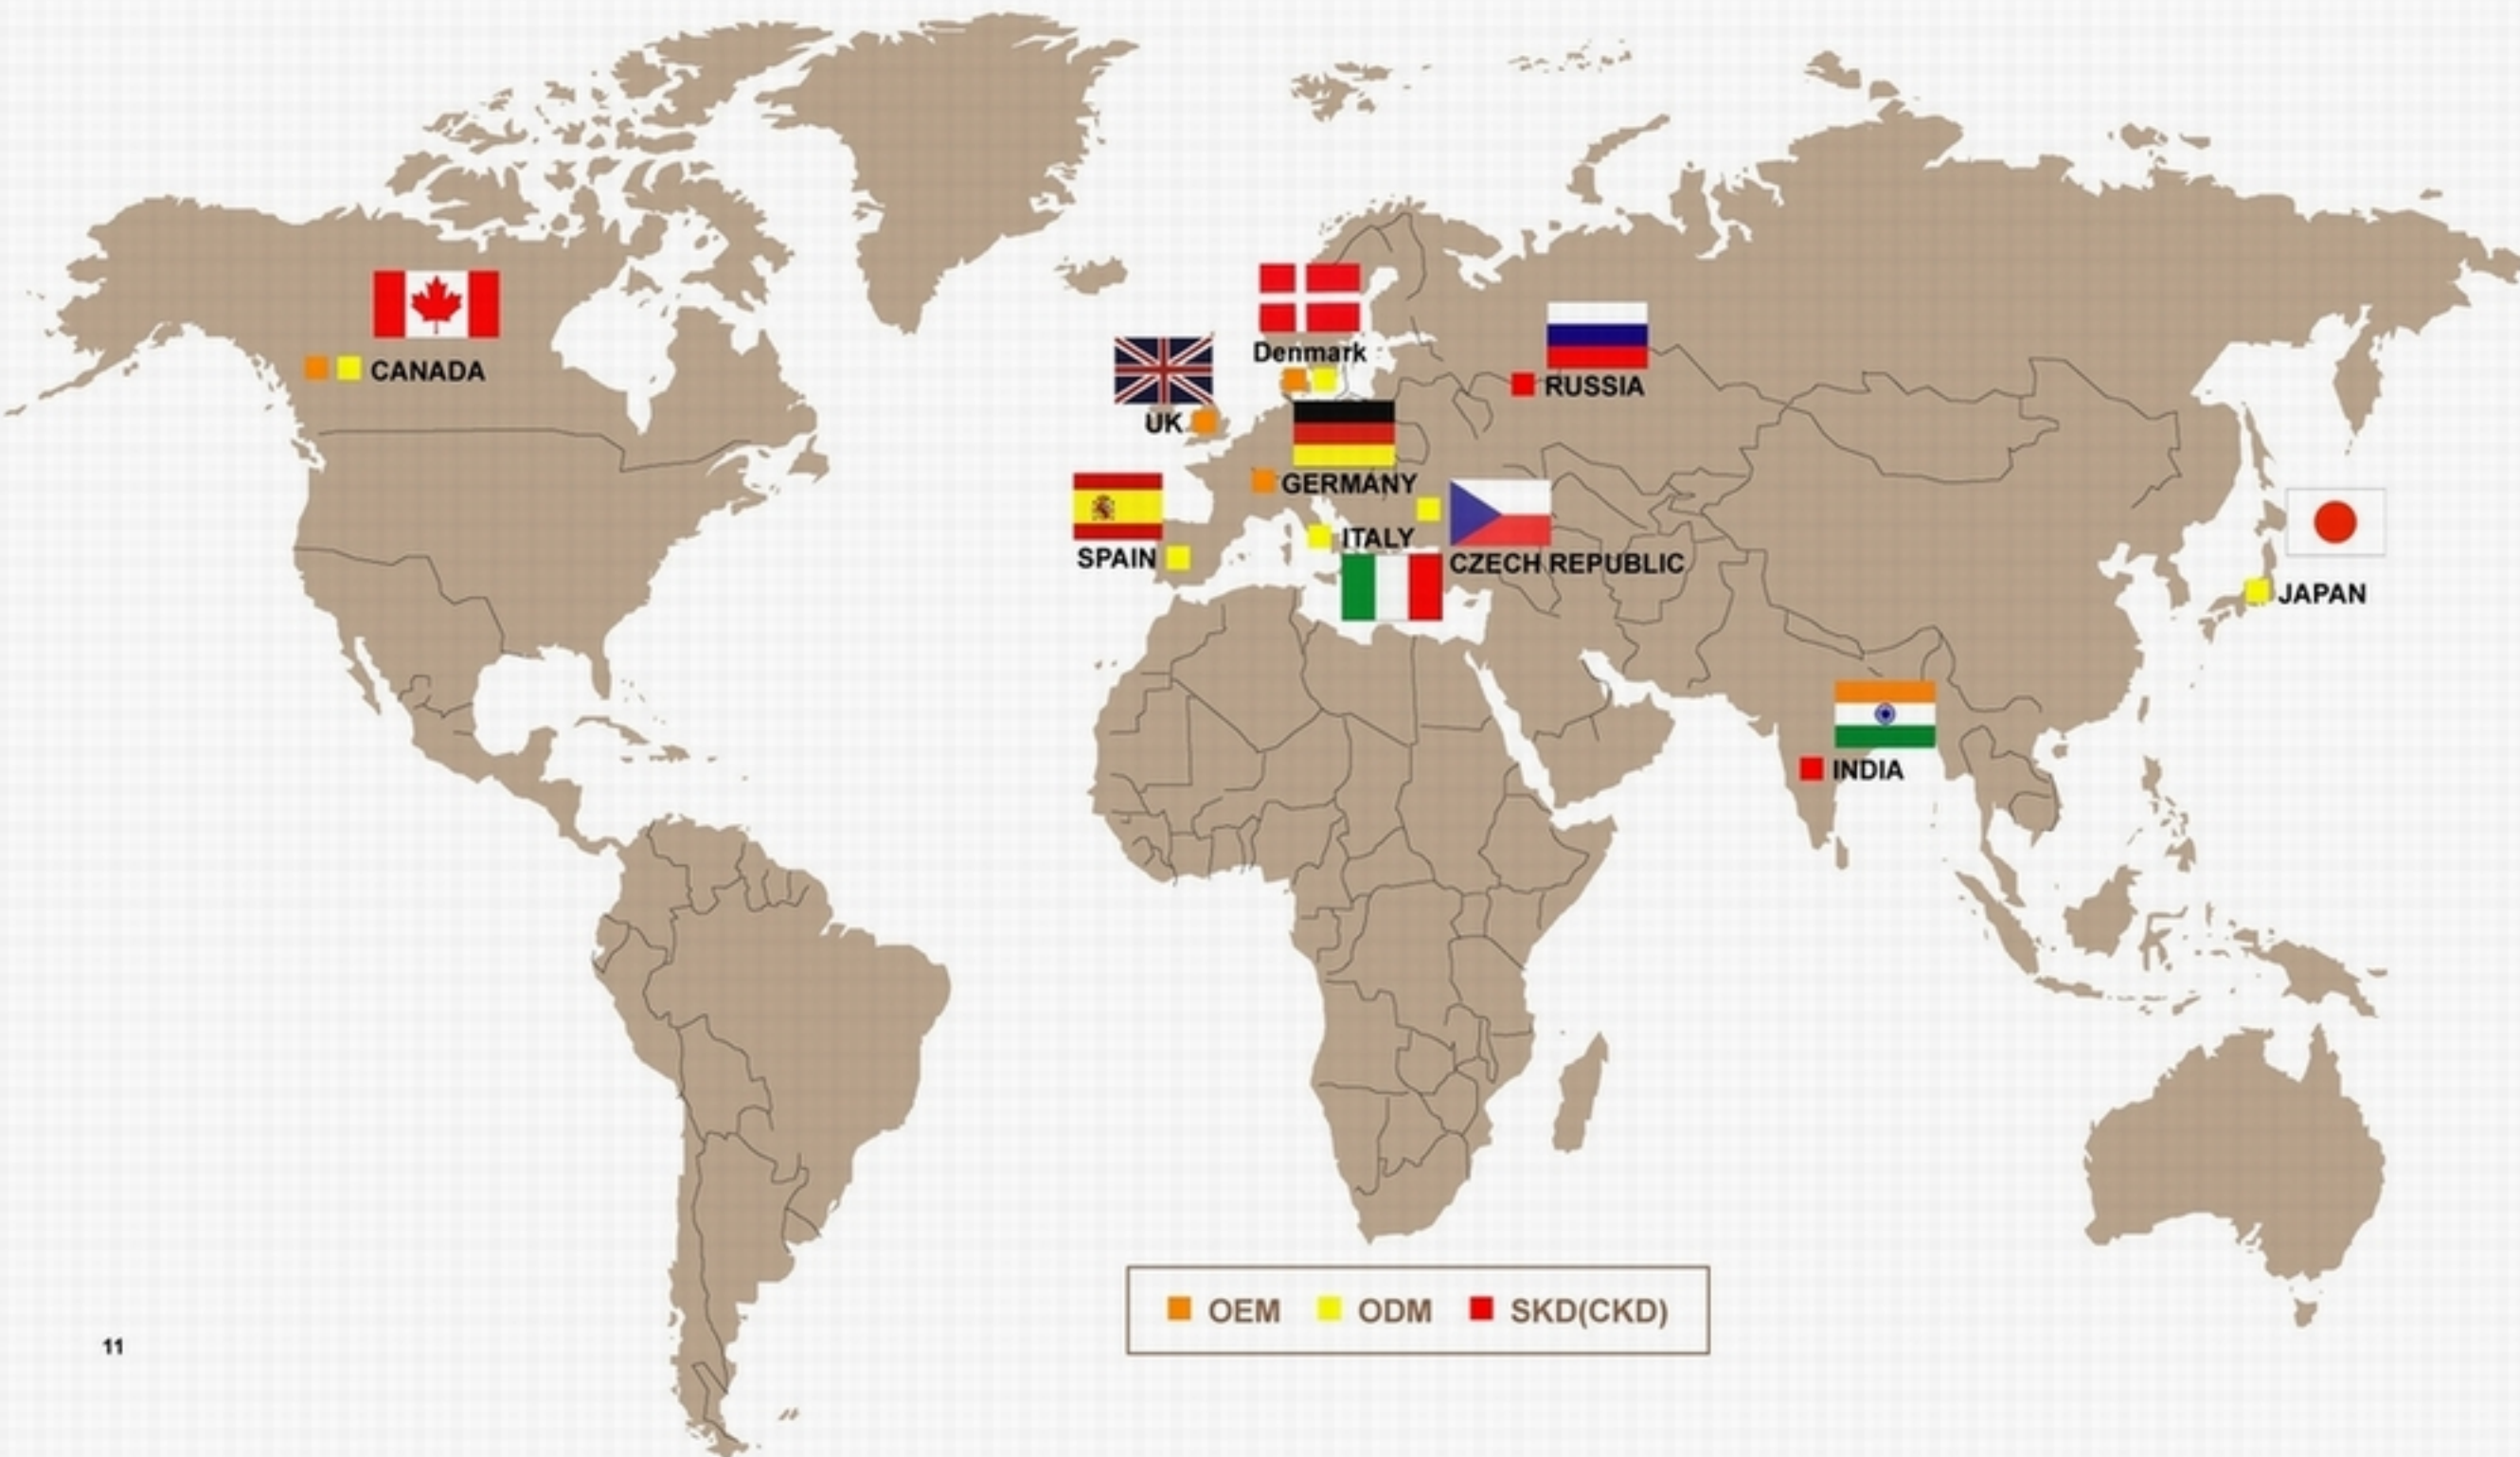 CANADA
Denmark
RUSSIA
UK
GERMANY
ITALY
SPAIN
CZECH REPUBLIC
JAPAN
INDIA
OEM ODM SKD(CKD)
11